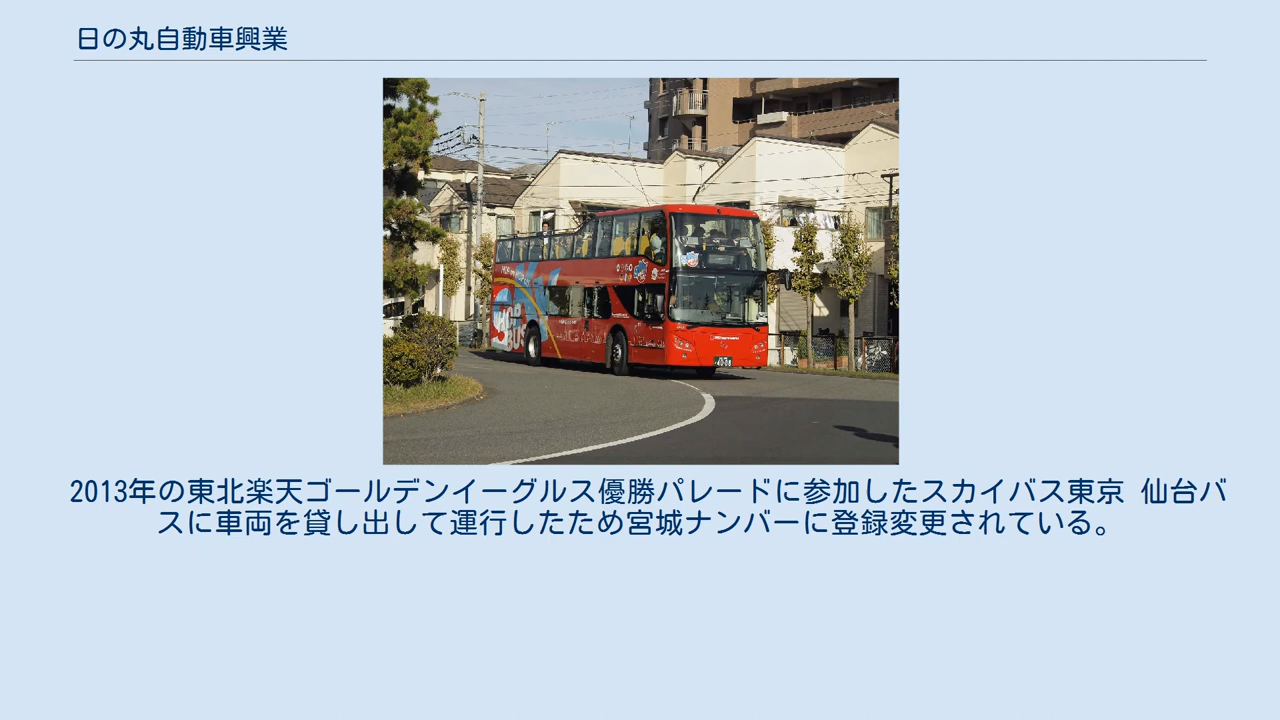 日の丸自動車興業
2013年の東北楽天ゴールデンイーグルス優勝パレードに参加したスカイバス東京 仙台バ
スに車両を貸し出して運行したため宮城ナンバーに登録変更されている。